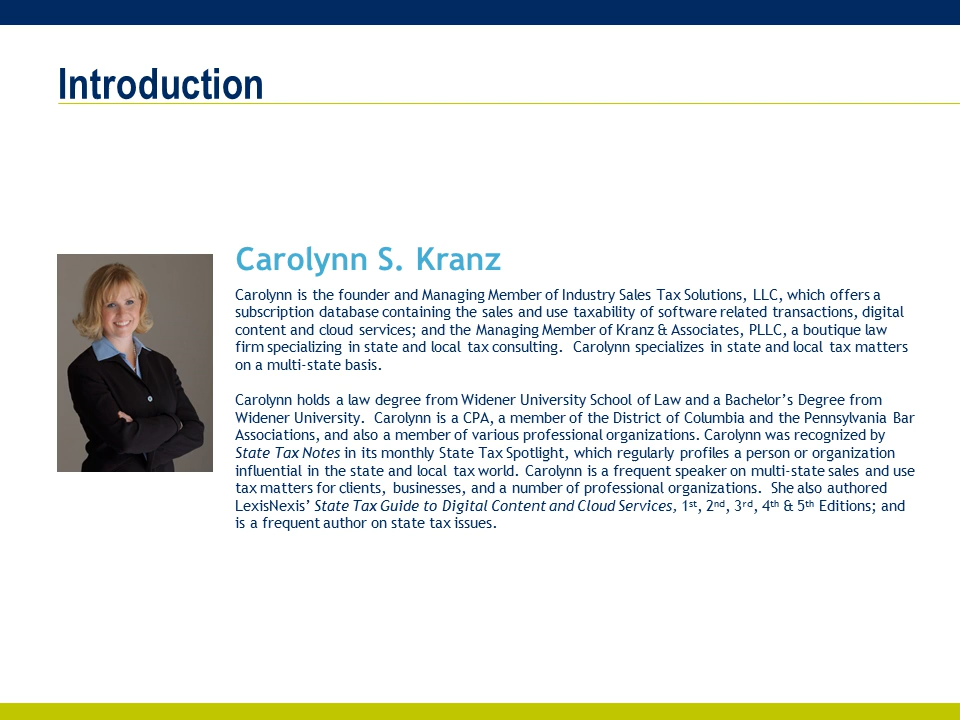 Introduction
Carolynn S. Kranz
Carolynn is the founder and Managing Member of Industry Sales Tax Solutions, LLC, which offers a
subscription database containing the sales and use taxability of software related transactions, digital
content and cloud services; and the Managing Member of Kranz & Associates, PLLC, a boutique law
firm specializing in state and local tax consulting.  Carolynn specializes in state and local tax matters
on a multi-state basis.
Carolynn holds a law degree from Widener University School of Law and a Bachelor’s Degree from
Widener University.  Carolynn is a CPA, a member of the District of Columbia and the Pennsylvania Bar
Associations, and also a member of various professional organizations. Carolynn was recognized by
State Tax Notes in its monthly State Tax Spotlight, which regularly profiles a person or organization
influential in the state and local tax world. Carolynn is a frequent speaker on multi-state sales and use
tax matters for clients, businesses, and a number of professional organizations.  She also authored
LexisNexis’ State Tax Guide to Digital Content and Cloud Services, 1st, 2nd, 3rd, 4th & 5th Editions; and
is a frequent author on state tax issues.